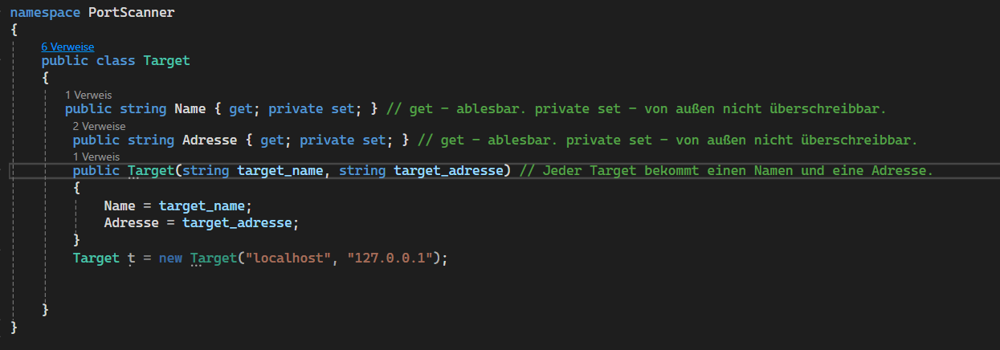 namespace PortScanner
{
6 Verweise
public class Target
{
1 Verweis
public string Name { get; private set; } // get - ablesbar. private set - von außen nicht überschreibbar.
2 Verweise
public string Adresse { get; private set; } // get - ablesbar. private set - von außen nicht überschreibbar.
1 Verweis
public Target(string target_name, string target_adresse) // Jeder Target bekommt einen Namen und eine Adresse.
{
Name = target_name;
Adresse = target_adresse;
}
Target t = new Target("localhost", "127.0.0.1");
}
}